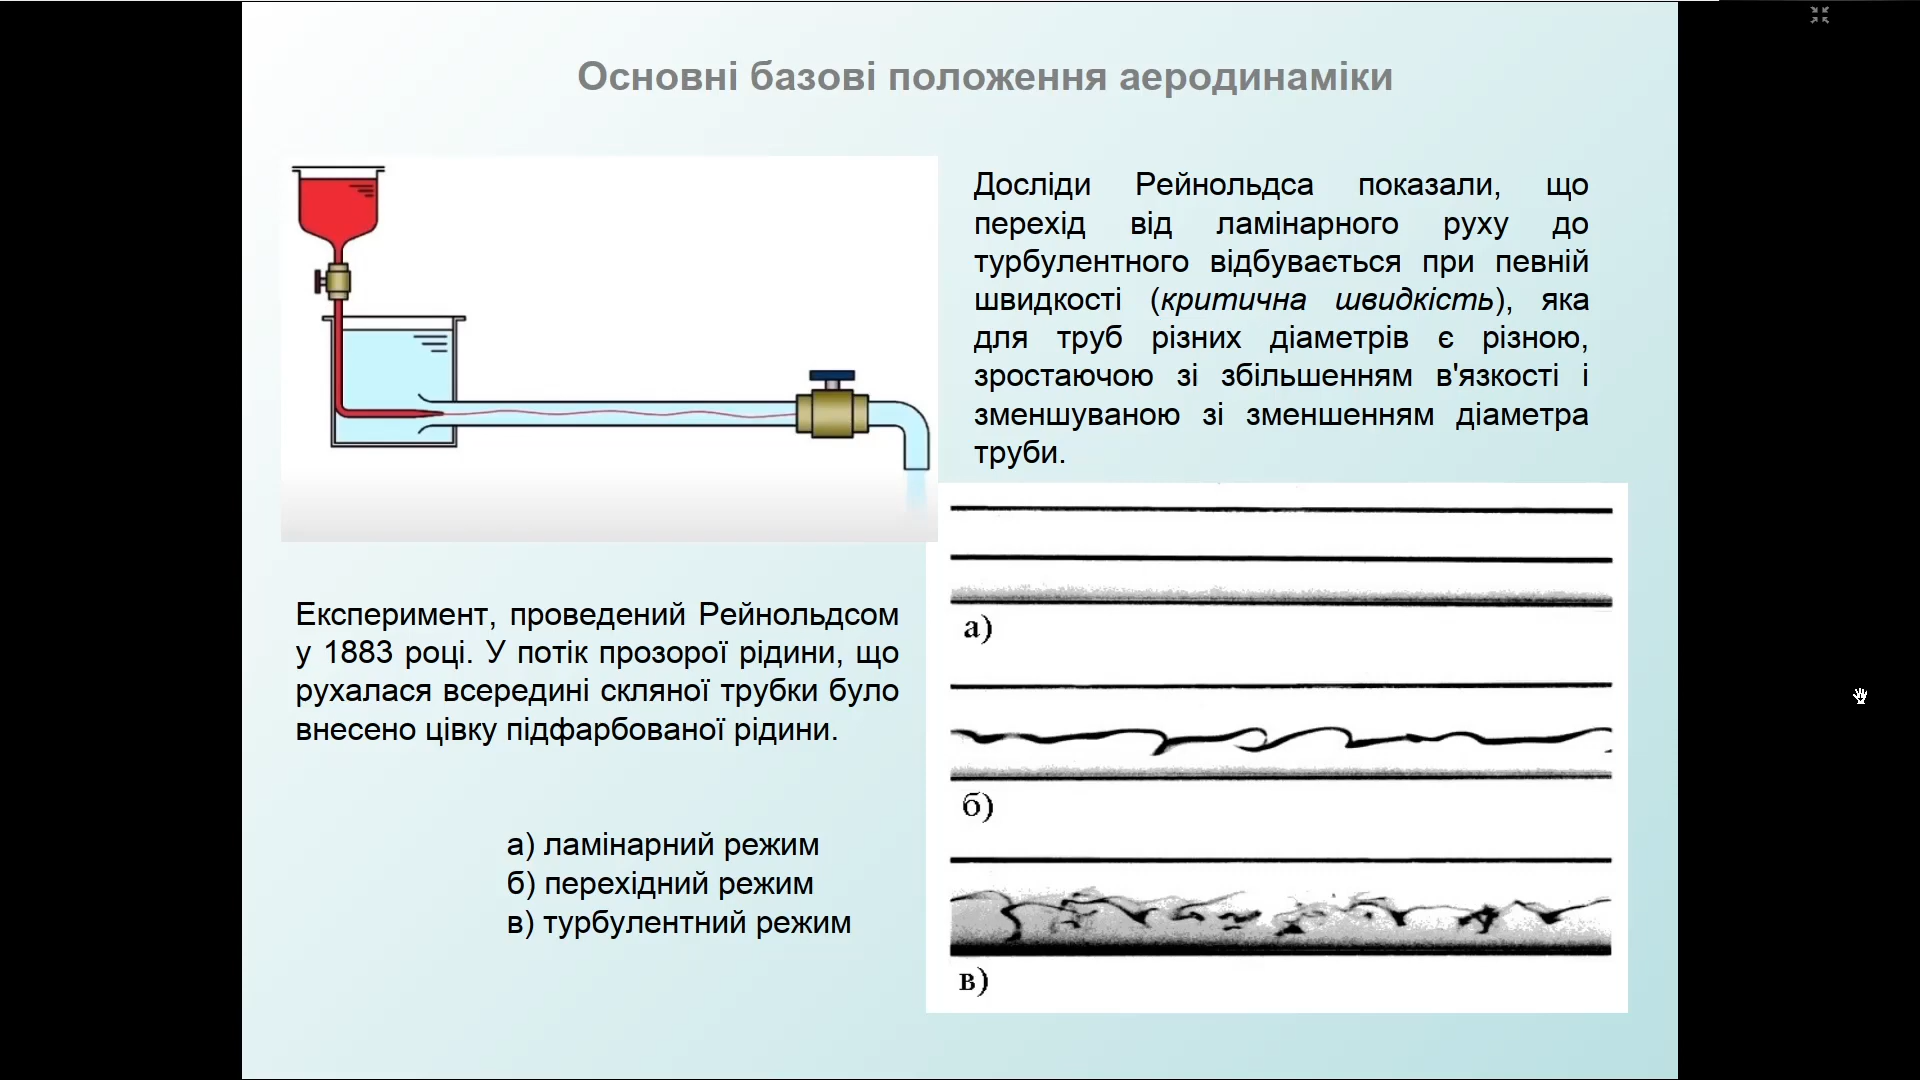 Основні базові положення аеродинаміки
Досліди Рейнольдса показали, що
перехід від ламінарного руху до
турбулентного відбувається при певній
швидкості (критична швидкість), яка
для труб різних діаметрів є різною,
зростаючою зі збільшенням в'язкості і
зменшуваною зі зменшенням діаметра
труби.
Експеримент, проведений Рейнольдсом
у 1883 році. У потік прозорої рідини, що
рухалася всередині скляної трубки було
внесено цівку підфарбованої рідини.
а) ламінарний режим
б) перехідний режим
в) турбулентний режим
а)
б)
в)